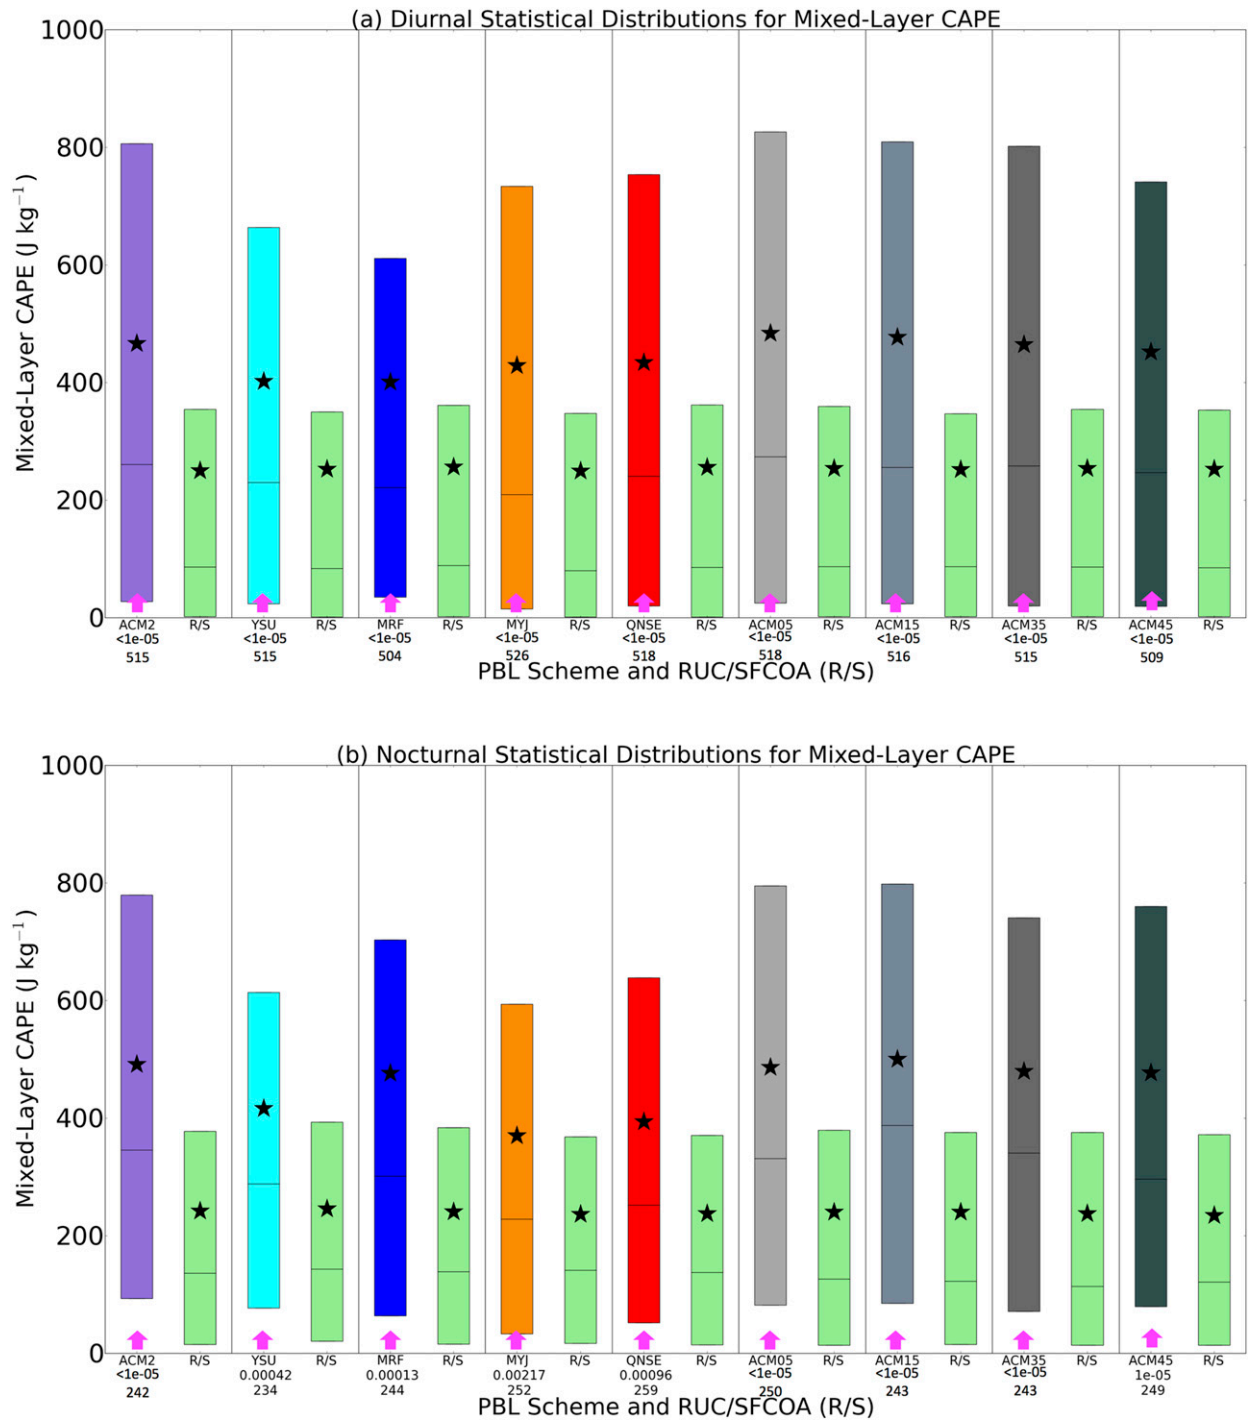 (a) Diurnal Statistical Distributions for Mixed-Layer CAPE
1000
800
600
400
200
0
Mixed-Layer CAPE (J kg⁻¹)
ACM2 R/S YSU R/S MRF R/S MYJ R/S QNSE R/S ACM05 R/S ACM15 R/S ACM35 R/S ACM45 R/S
<1e-05 <1e-05 <1e-05 <1e-05 <1e-05 <1e-05 <1e-05 <1e-05 <1e-05
515 515 504 526 518 518 516 515 509
PBL Scheme and RUC/SFCOA (R/S)
(b) Nocturnal Statistical Distributions for Mixed-Layer CAPE
1000
800
600
400
200
0
Mixed-Layer CAPE (J kg⁻¹)
ACM2 R/S YSU R/S MRF R/S MYJ R/S QNSE R/S ACM05 R/S ACM15 R/S ACM35 R/S ACM45 R/S
<1e-05 0.00042 0.00013 0.00217 0.00096 <1e-05 <1e-05 <1e-05 1e-05
242 234 244 252 259 250 243 243 249
PBL Scheme and RUC/SFCOA (R/S)